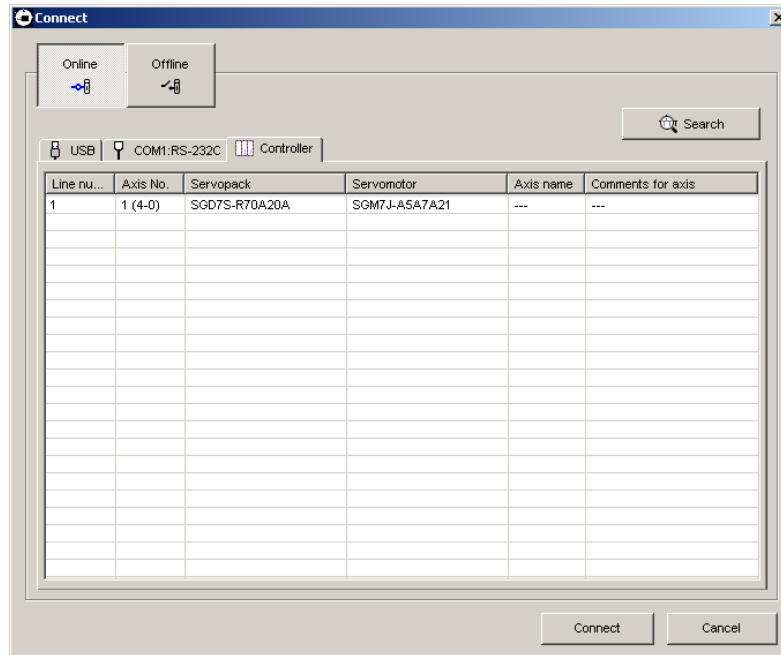 Connect
Online Offline
Search
USB COM1:RS-232C Controller
Line nu... Axis No. Servopack Servomotor Axis name Comments for axis
1 1 (4-0) SGD7S-R70A20A SGM7J-A5A7A21 --- ---
Connect Cancel